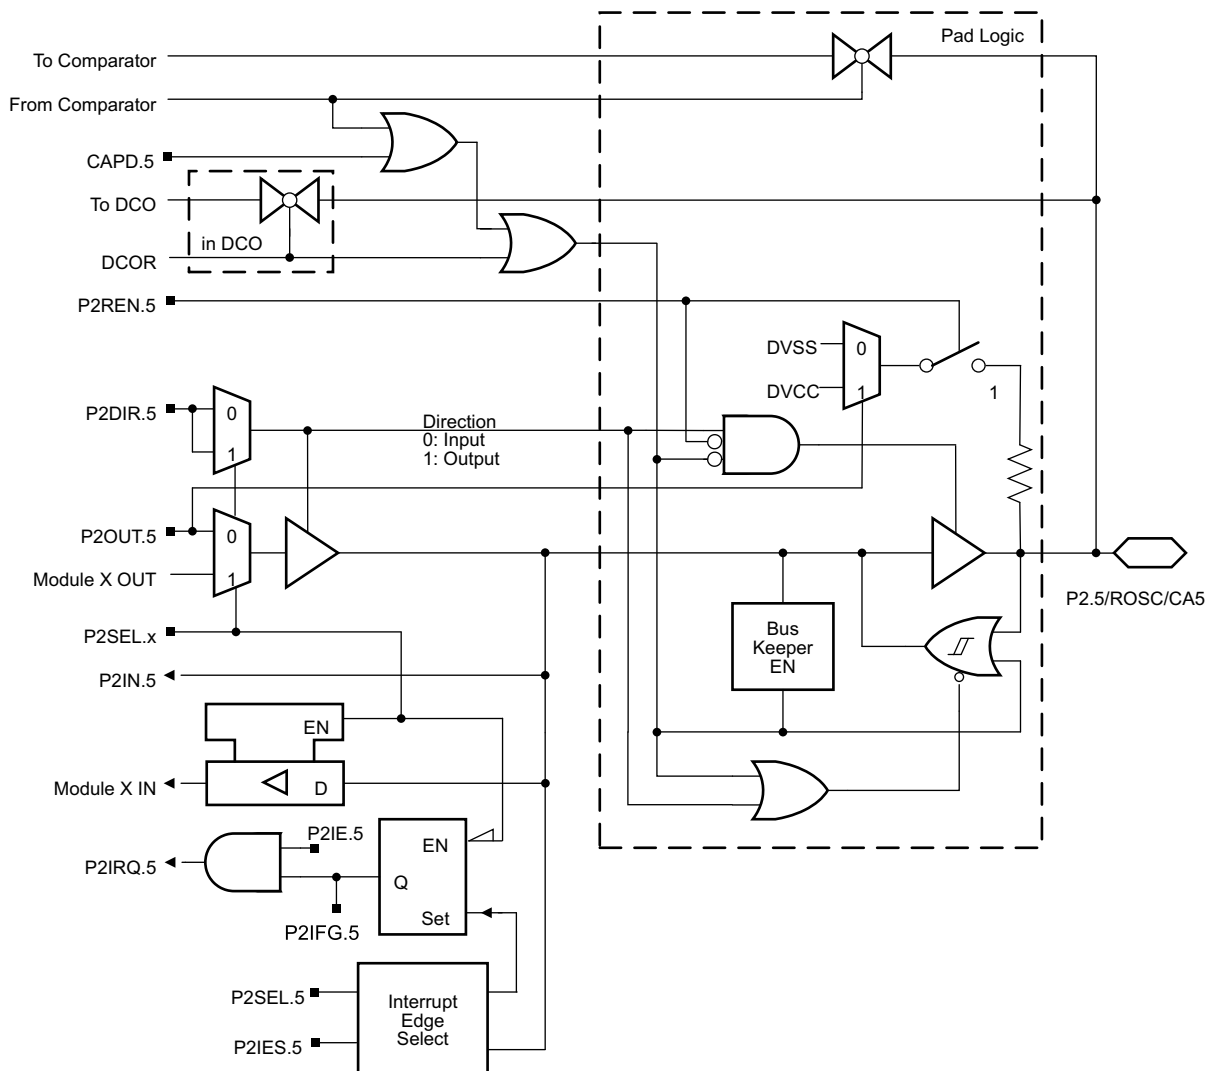 Pad Logic
To Comparator
From Comparator
CAPD.5
To DCO
in DCO
DCOR
P2REN.5
DVSS
0
DVCC
1
1
P2DIR.5
0
1
Direction
0: Input
1: Output
P2OUT.5
0
Module X OUT
1
P2.5/ROSC/CA5
P2SEL.x
Bus
Keeper
EN
P2IN.5
EN
Module X IN
D
P2IE.5
EN
P2IRQ.5
Q
Set
P2IFG.5
P2SEL.5
Interrupt
Edge
Select
P2IES.5